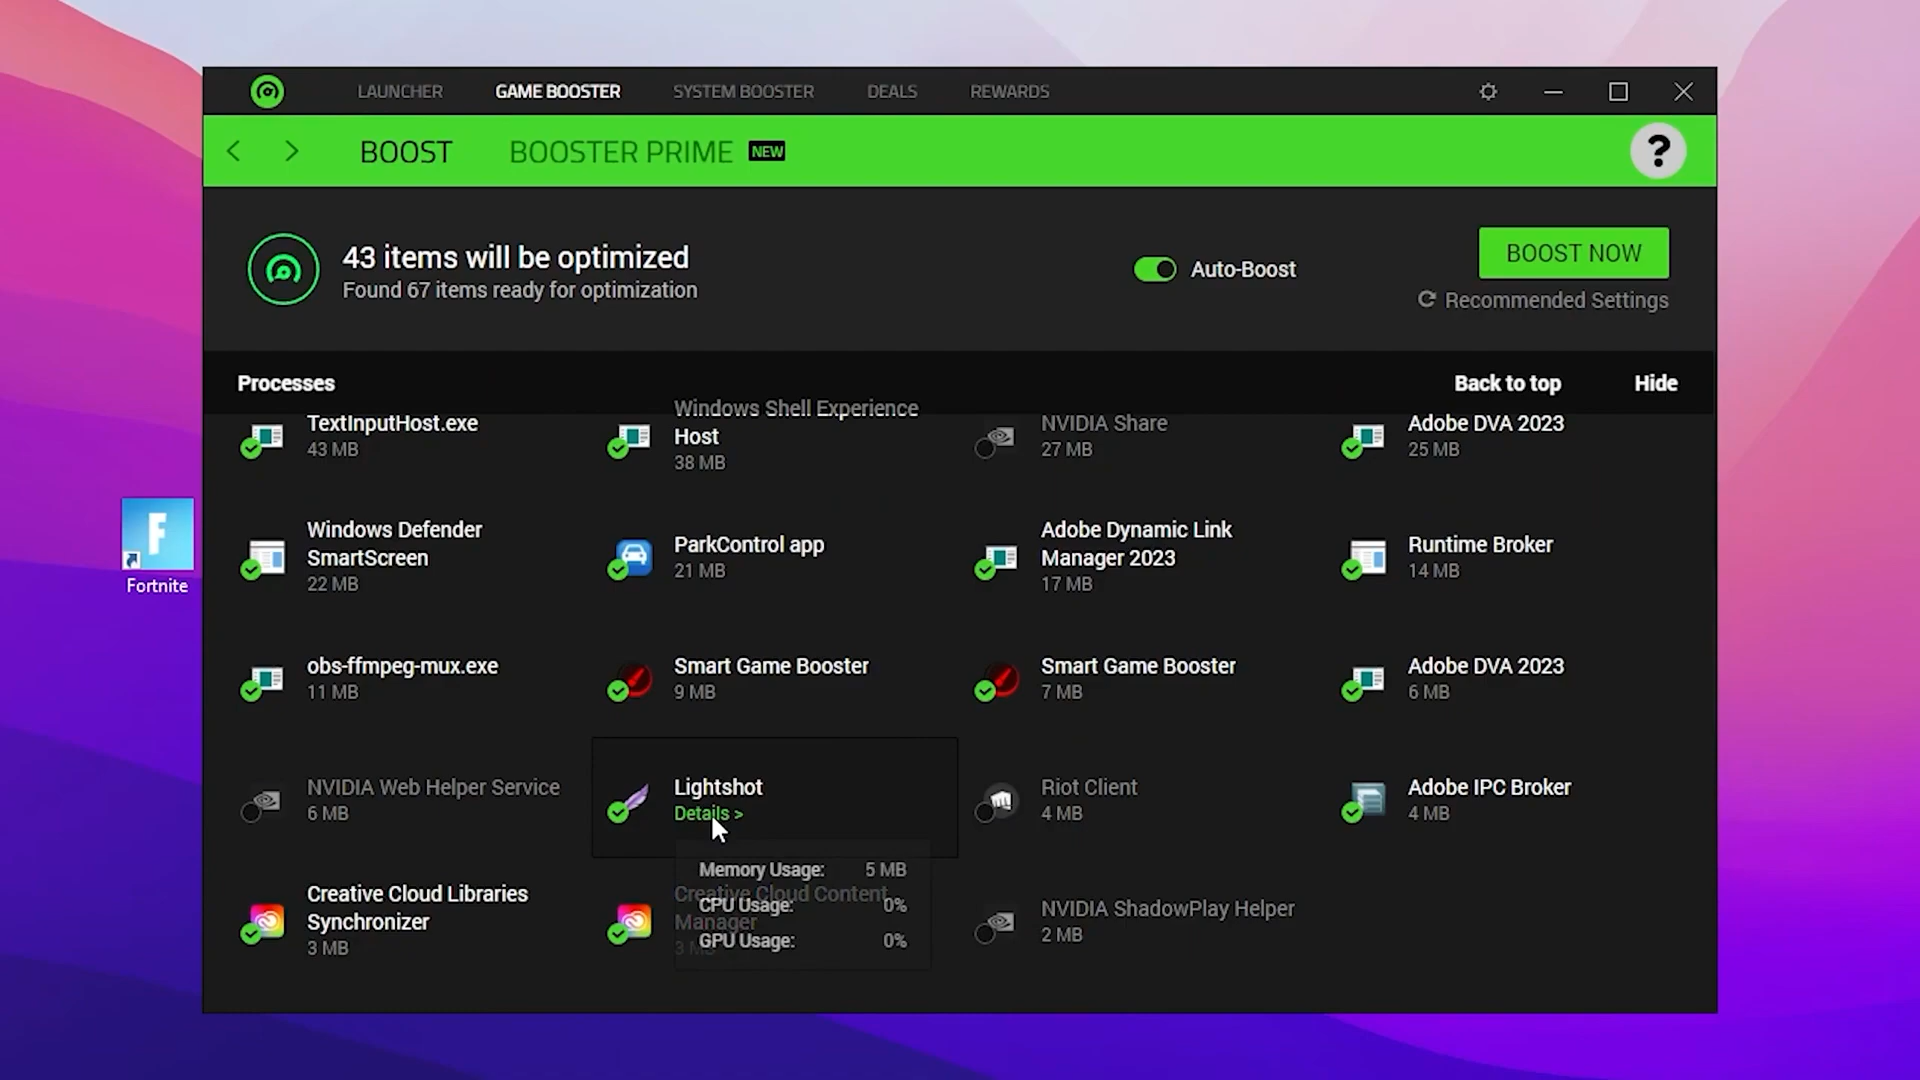 LAUNCHER GAME BOOSTER SYSTEM BOOSTER DEALS REWARDS
BOOST BOOSTER PRIME NEW ?
43 items will be optimized
Found 67 items ready for optimization
Auto-Boost
BOOST NOW
Recommended Settings
Processes Back to top Hide
TextInputHost.exe
43 MB
Windows Shell Experience
Host
38 MB
NVIDIA Share
27 MB
Adobe DVA 2023
25 MB
Windows Defender
SmartScreen
22 MB
ParkControl app
21 MB
Adobe Dynamic Link
Manager 2023
17 MB
Runtime Broker
14 MB
F
Fortnite
obs-ffmpeg-mux.exe
11 MB
Smart Game Booster
9 MB
Smart Game Booster
7 MB
Adobe DVA 2023
6 MB
NVIDIA Web Helper Service
6 MB
Lightshot
Details >
Riot Client
4 MB
Adobe IPC Broker
4 MB
Memory Usage: 5 MB
CPU Usage: 0%
GPU Usage: 0%
Creative Cloud Libraries
Synchronizer
3 MB
Creative Cloud Content
Manager
3 MB
NVIDIA ShadowPlay Helper
2 MB